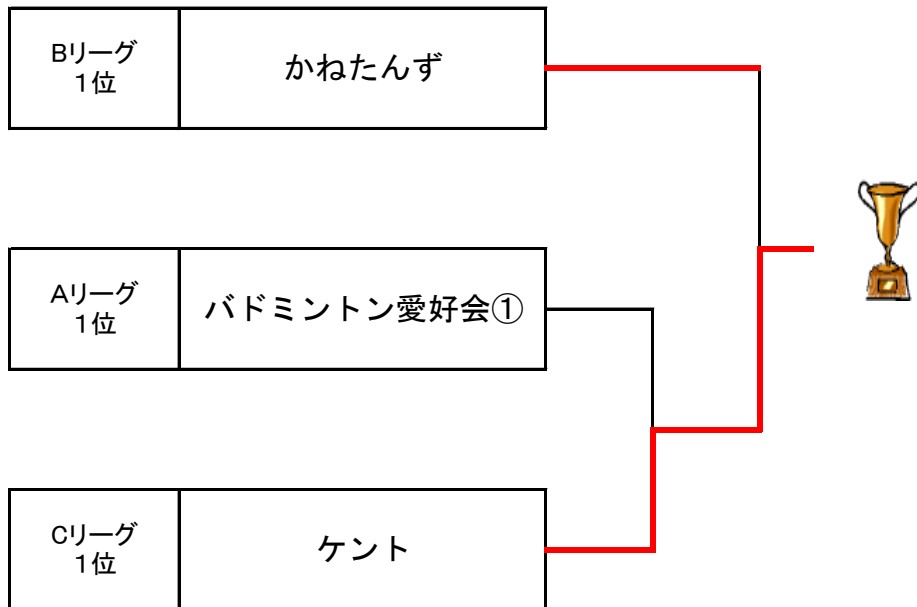 Bリーグ
1位
かねたんず
Aリーグ
1位
バドミントン愛好会①
Cリーグ
1位
ケント